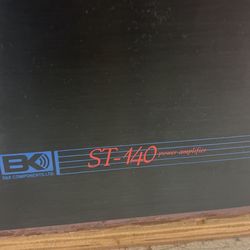 BK ST-140 power amplifier
B&K COMPONENTS, LTD.